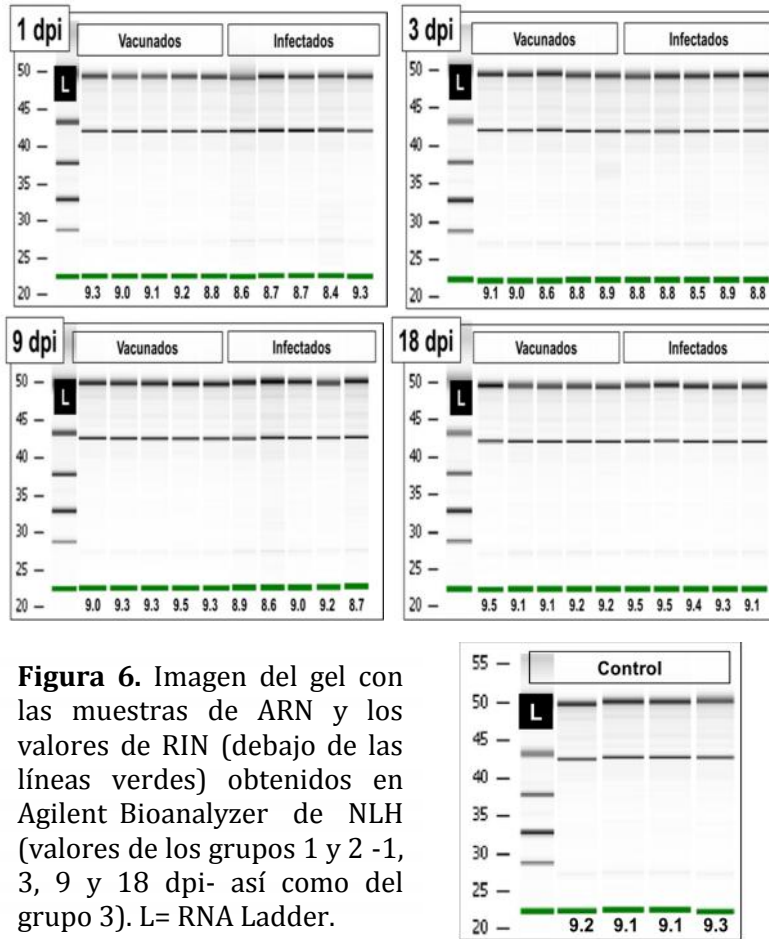 1 dpi
Vacunados
Infectados
50
45
40
35
30
25
20
L
9.3 9.0 9.1 9.2 8.8 8.6 8.7 8.7 8.4 9.3
3 dpi
Vacunados
Infectados
50
45
40
35
30
25
20
L
9.1 9.0 8.6 8.8 8.9 8.8 8.8 8.5 8.9 8.8
9 dpi
Vacunados
Infectados
50
45
40
35
30
25
20
L
9.0 9.3 9.3 9.5 9.3 8.9 8.6 9.0 9.2 8.7
18 dpi
Vacunados
Infectados
50
45
40
35
30
25
20
L
9.5 9.1 9.1 9.2 9.2 9.5 9.5 9.4 9.3 9.1
Figura 6. Imagen del gel con
las muestras de ARN y los
valores de RIN (debajo de las
líneas verdes) obtenidos en
Agilent Bioanalyzer de NLH
(valores de los grupos 1 y 2 -1,
3, 9 y 18 dpi- así como del
grupo 3). L= RNA Ladder.
Control
55
50
45
40
35
30
25
20
L
9.2 9.1 9.1 9.3